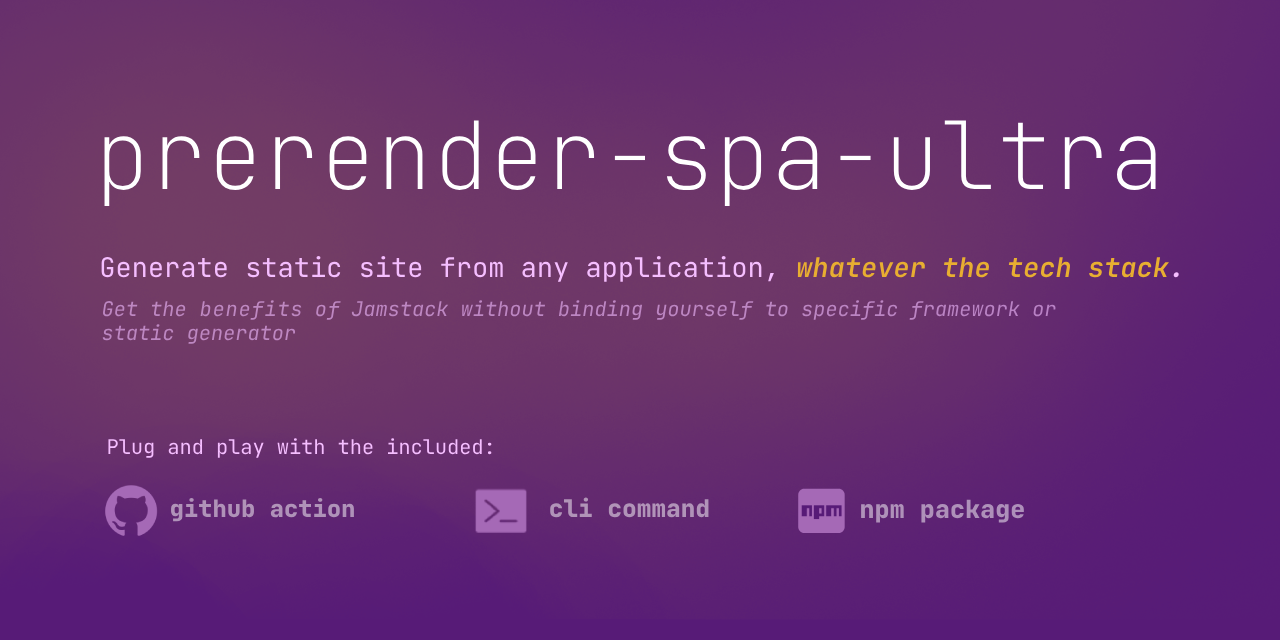 prerender-spa-ultra
Generate static site from any application, whatever the tech stack.
Get the benefits of Jamstack without binding yourself to specific framework or
static generator
Plug and play with the included:
github action
cli command
npm
npm package